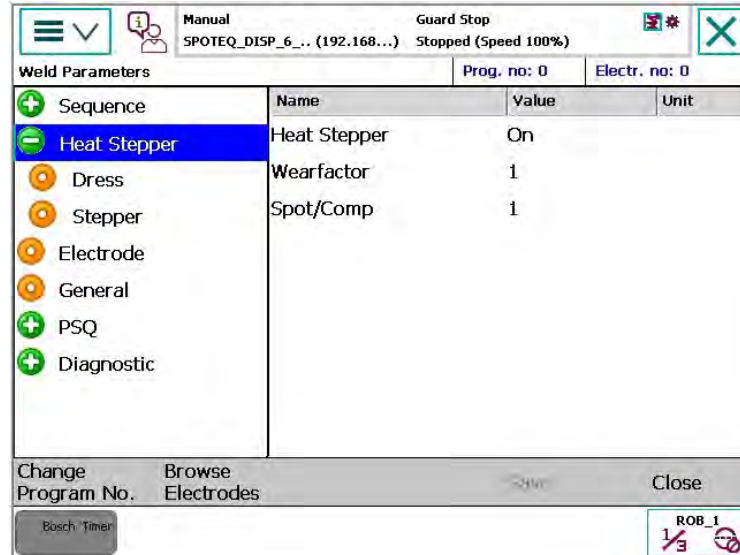 Manual
SPOTEQ_DISP_6_.. (192.168...)
Guard Stop
Stopped (Speed 100%)
Weld Parameters
Prog. no: 0
Electr. no: 0
Sequence
Heat Stepper
Dress
Stepper
Electrode
General
PSQ
Diagnostic
Name Value Unit
Heat Stepper On
Wearfactor 1
Spot/Comp 1
Change
Program No.
Browse
Electrodes
Close
Bosch Timer
ROB_1
1/3